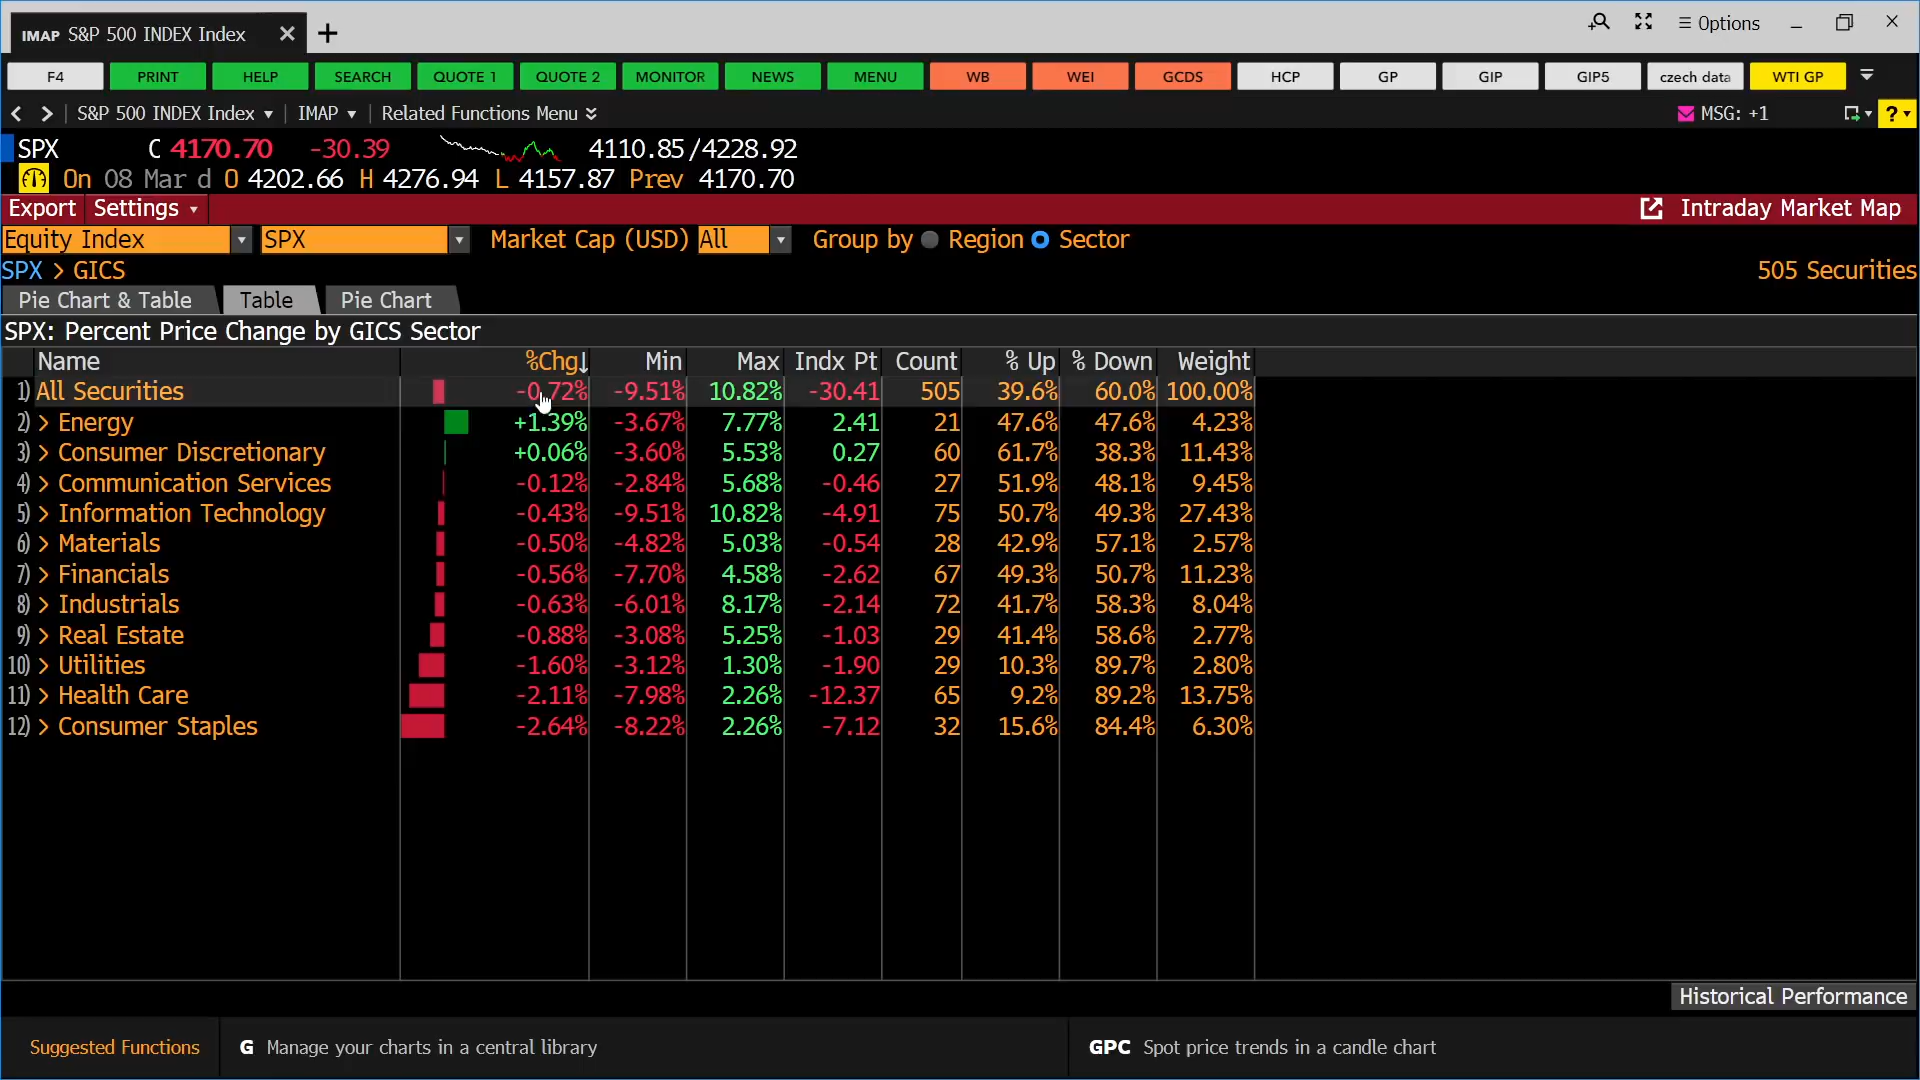 IMAP S&P 500 INDEX Index
Options
F4 PRINT HELP SEARCH QUOTE 1 QUOTE 2 MONITOR NEWS MENU WB WEI GCDS HCP GP GIP GIP5 czech data WTI GP
S&P 500 INDEX Index IMAP Related Functions Menu MSG: +1 ?
SPX C 4170.70 -30.39 4110.85/4228.92
On 08 Mar d O 4202.66 H 4276.94 L 4157.87 Prev 4170.70
Export Settings Intraday Market Map
Equity Index SPX Market Cap (USD) All Group by Region Sector
SPX > GICS 505 Securities
Pie Chart & Table Table Pie Chart
SPX: Percent Price Change by GICS Sector
Name %Chg↓ Min Max Indx Pt Count % Up % Down Weight
1) All Securities -0.72% -9.51% 10.82% -30.41 505 39.6% 60.0% 100.00%
2) > Energy +1.39% -3.67% 7.77% 2.41 21 47.6% 47.6% 4.23%
3) > Consumer Discretionary +0.06% -3.60% 5.53% 0.27 60 61.7% 38.3% 11.43%
4) > Communication Services -0.12% -2.84% 5.68% -0.46 27 51.9% 48.1% 9.45%
5) > Information Technology -0.43% -9.51% 10.82% -4.91 75 50.7% 49.3% 27.43%
6) > Materials -0.50% -4.82% 5.03% -0.54 28 42.9% 57.1% 2.57%
7) > Financials -0.56% -7.70% 4.58% -2.62 67 49.3% 50.7% 11.23%
8) > Industrials -0.63% -6.01% 8.17% -2.14 72 41.7% 58.3% 8.04%
9) > Real Estate -0.88% -3.08% 5.25% -1.03 29 41.4% 58.6% 2.77%
10) > Utilities -1.60% -3.12% 1.30% -1.90 29 10.3% 89.7% 2.80%
11) > Health Care -2.11% -7.98% 2.26% -12.37 65 9.2% 89.2% 13.75%
12) > Consumer Staples -2.64% -8.22% 2.26% -7.12 32 15.6% 84.4% 6.30%
Historical Performance
Suggested Functions G Manage your charts in a central library GPC Spot price trends in a candle chart